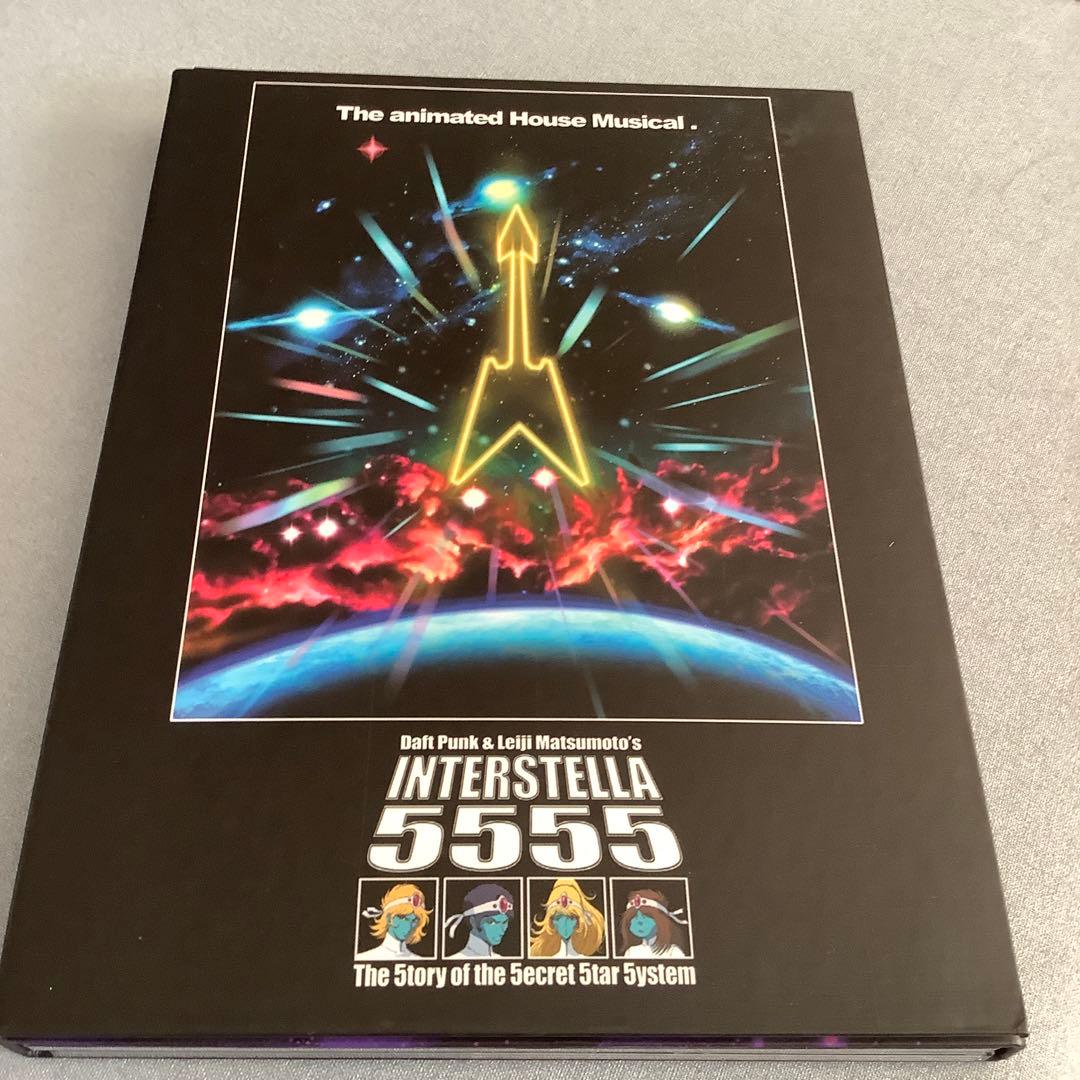 The animated House Musical .
Daft Punk & Leiji Matsumoto's
INTERSTELLA
5555
The 5tory of the 5ecret 5tar 5ystem